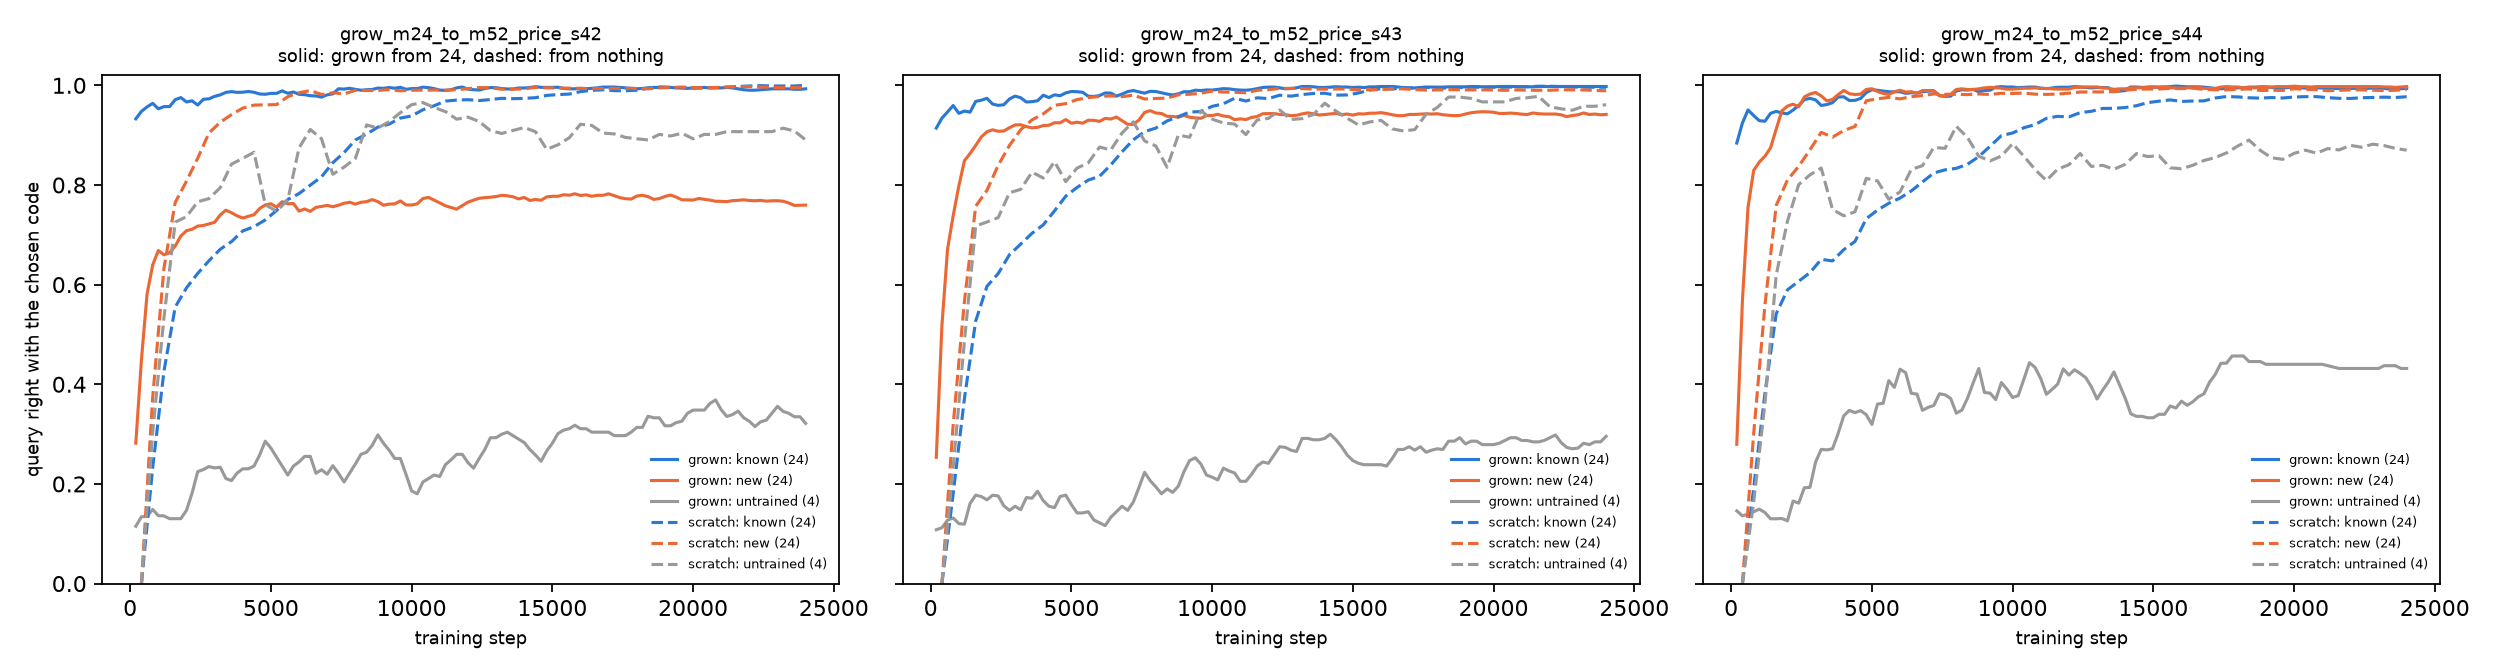 grow_m24_to_m52_price_s42
solid: grown from 24, dashed: from nothing
query right with the chosen code
1.0
0.8
0.6
0.4
0.2
0.0
grown: known (24)
grown: new (24)
grown: untrained (4)
scratch: known (24)
scratch: new (24)
scratch: untrained (4)
0 5000 10000 15000 20000 25000
training step
grow_m24_to_m52_price_s43
solid: grown from 24, dashed: from nothing
grown: known (24)
grown: new (24)
grown: untrained (4)
scratch: known (24)
scratch: new (24)
scratch: untrained (4)
0 5000 10000 15000 20000 25000
training step
grow_m24_to_m52_price_s44
solid: grown from 24, dashed: from nothing
grown: known (24)
grown: new (24)
grown: untrained (4)
scratch: known (24)
scratch: new (24)
scratch: untrained (4)
0 5000 10000 15000 20000 25000
training step